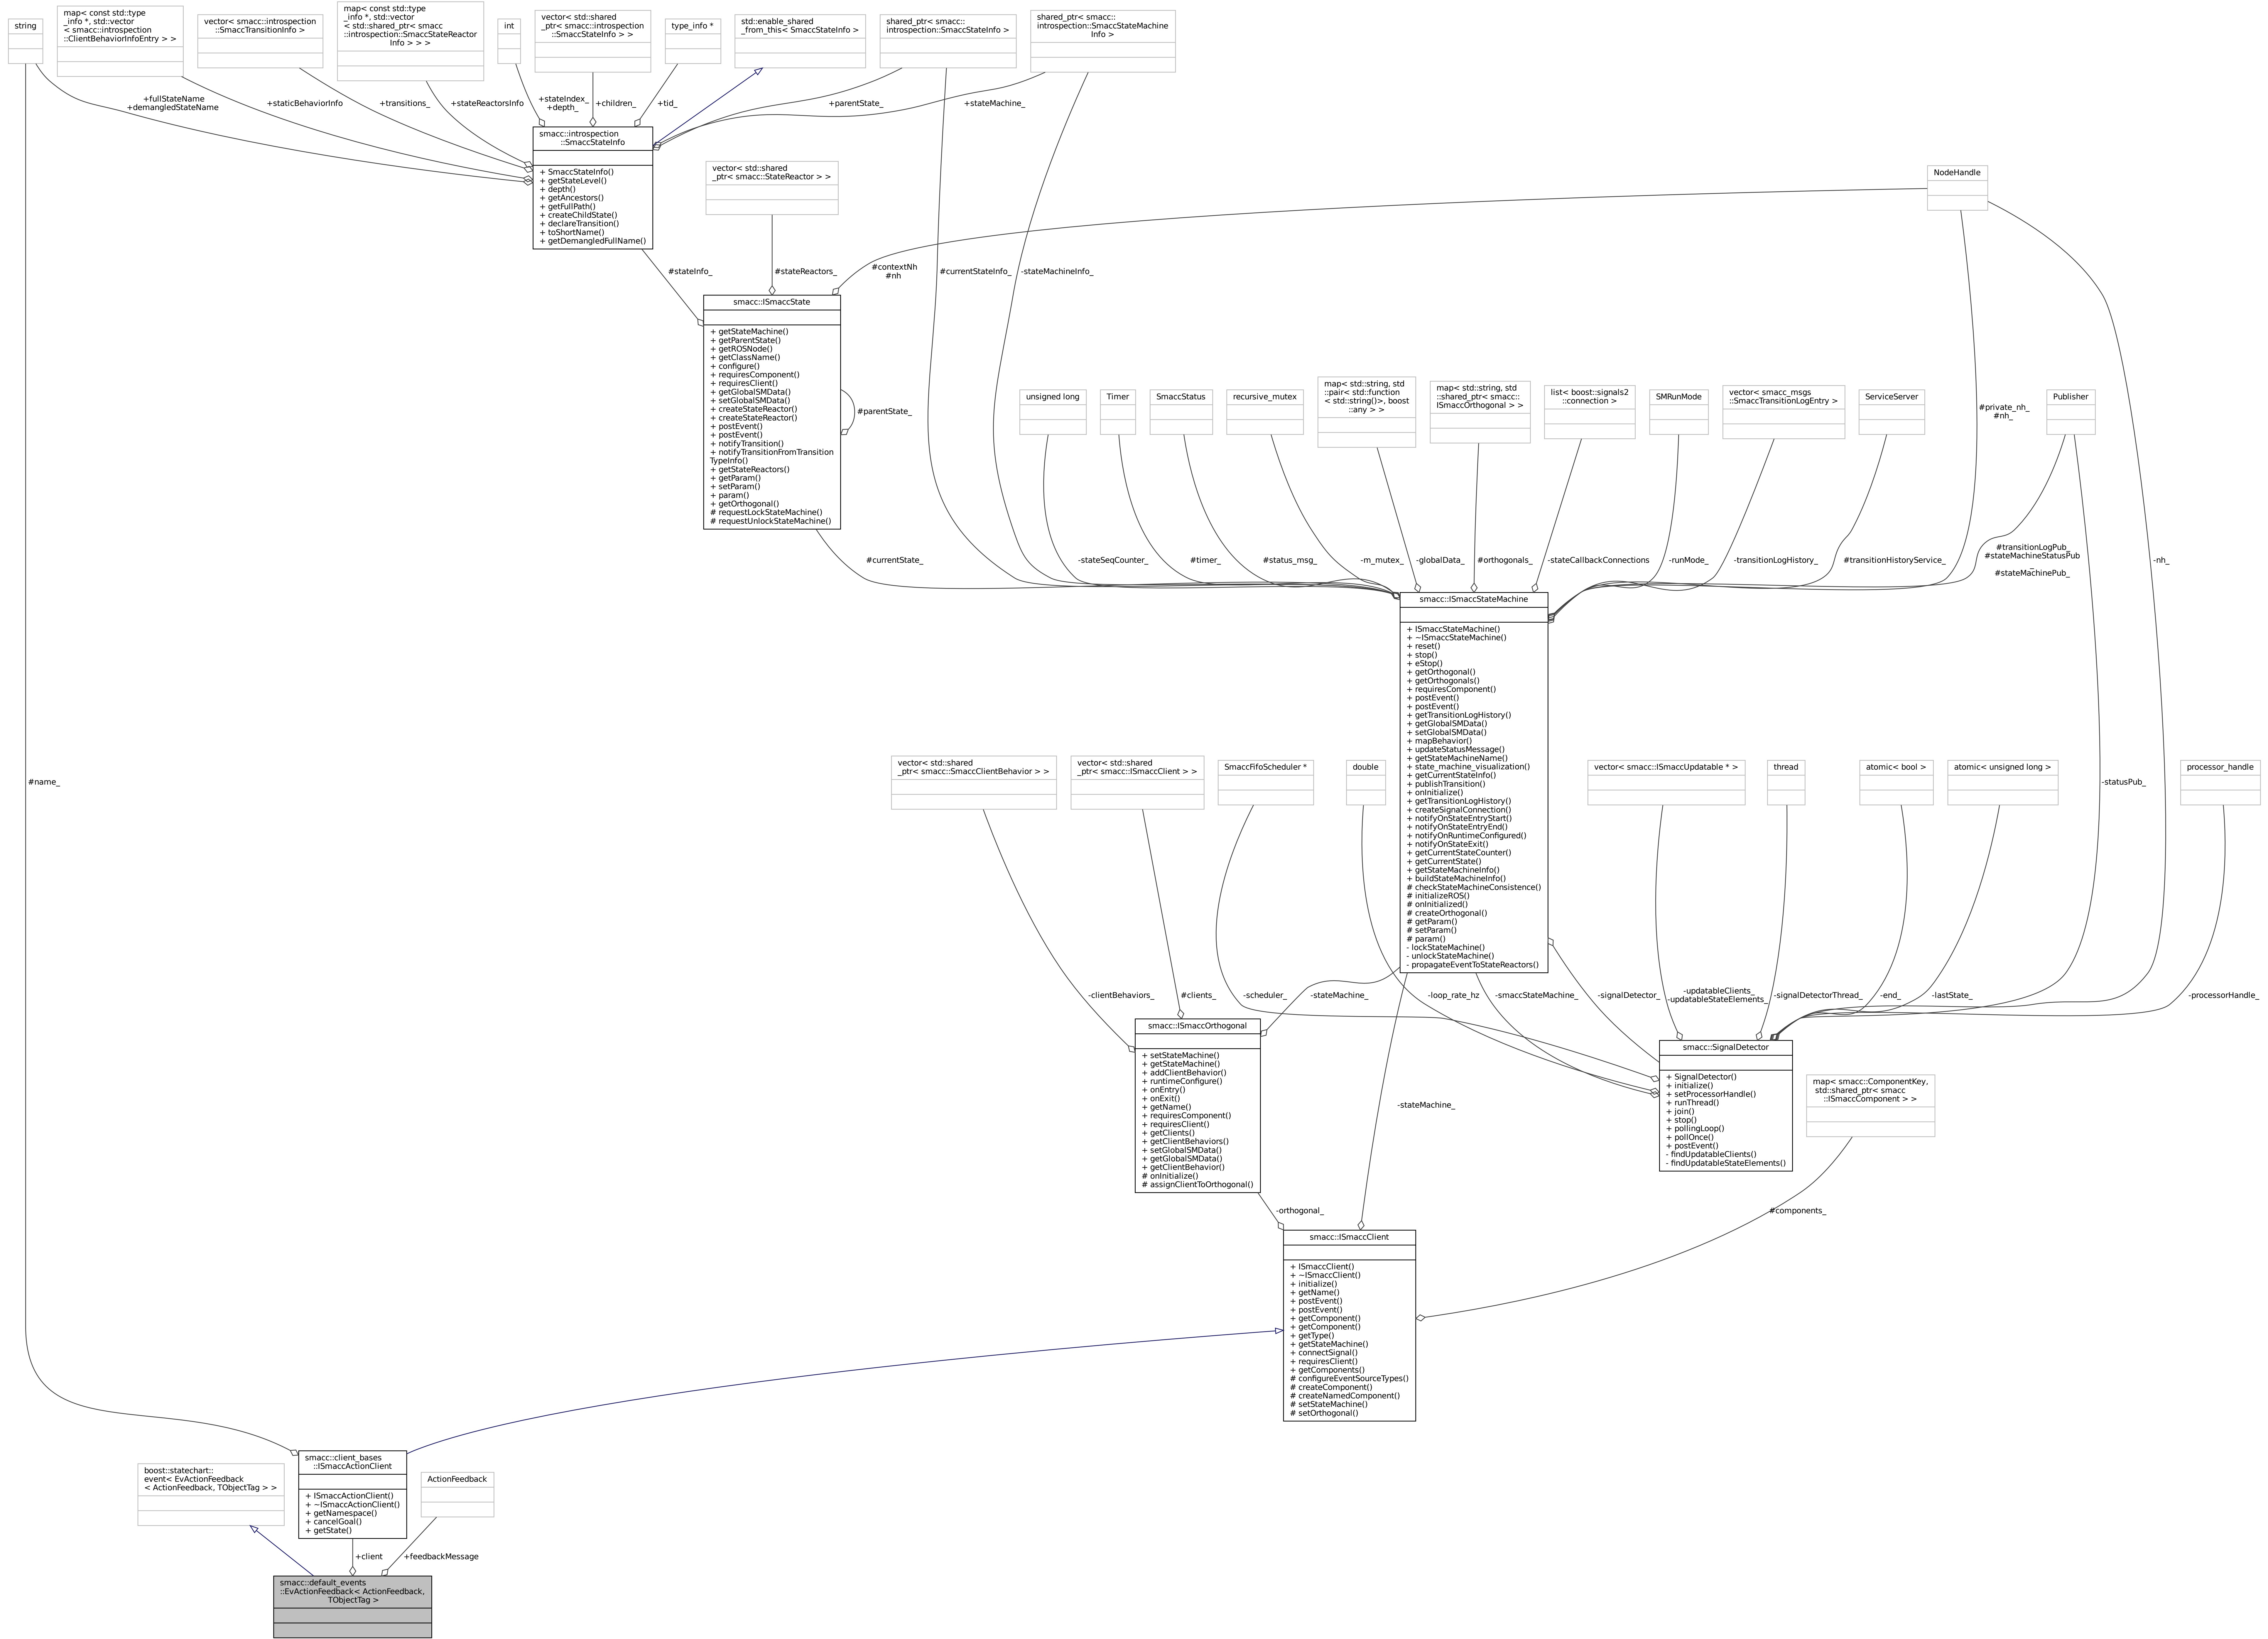 string
map< const std::type
_info *, std::vector
< smacc::introspection
::ClientBehaviorInfoEntry > >
vector< smacc::introspection
::SmaccTransitionInfo >
map< const std::type
_info *, std::vector
< std::shared_ptr< smacc
::introspection::SmaccStateReactor
Info > > >
int
vector< std::shared
_ptr< smacc::introspection
::SmaccStateInfo > >
type_info *
std::enable_shared
_from_this< SmaccStateInfo >
shared_ptr< smacc::
introspection::SmaccStateInfo >
shared_ptr< smacc::
introspection::SmaccStateMachine
Info >
+fullStateName
+demangledStateName
+staticBehaviorInfo
+transitions_
+stateReactorsInfo
+stateIndex_
+depth_
+children_
+tid_
+parentState_
+stateMachine_
smacc::introspection
::SmaccStateInfo
+ SmaccStateInfo()
+ getStateLevel()
+ depth()
+ getAncestors()
+ getFullPath()
+ createChildState()
+ declareTransition()
+ toShortName()
+ getDemangledFullName()
vector< std::shared
_ptr< smacc::StateReactor > >
NodeHandle
#stateInfo_
#stateReactors_
#contextNh
#nh
#currentStateInfo_
-stateMachineInfo_
smacc::ISmaccState
+ getStateMachine()
+ getParentState()
+ getROSNode()
+ getClassName()
+ configure()
+ requiresComponent()
+ requiresClient()
+ getGlobalSMData()
+ setGlobalSMData()
+ createStateReactor()
+ createStateReactor()
+ postEvent()
+ postEvent()
+ notifyTransition()
+ notifyTransitionFromTransition
TypeInfo()
+ getStateReactors()
+ getParam()
+ setParam()
+ param()
+ getOrthogonal()
# requestLockStateMachine()
# requestUnlockStateMachine()
#parentState_
unsigned long
Timer
SmaccStatus
recursive_mutex
map< std::string, std
::pair< std::function
< std::string()>, boost
::any > >
map< std::string, std
::shared_ptr< smacc::
ISmaccOrthogonal > >
list< boost::signals2
::connection >
SMRunMode
vector< smacc_msgs
::SmaccTransitionLogEntry >
ServiceServer
Publisher
#private_nh_
#nh_
#currentState_
-stateSeqCounter_
#timer_
#status_msg_
-m_mutex_
-globalData_
#orthogonals_
-stateCallbackConnections
-runMode_
-transitionLogHistory_
#transitionHistoryService_
#transitionLogPub_
#stateMachineStatusPub
_
#stateMachinePub_
-nh_
smacc::ISmaccStateMachine
+ ISmaccStateMachine()
+ ~ISmaccStateMachine()
+ reset()
+ stop()
+ eStop()
+ getOrthogonal()
+ getOrthogonals()
+ requiresComponent()
+ postEvent()
+ postEvent()
+ getTransitionLogHistory()
+ getGlobalSMData()
+ setGlobalSMData()
+ mapBehavior()
+ updateStatusMessage()
+ getStateMachineName()
+ state_machine_visualization()
+ getCurrentStateInfo()
+ publishTransition()
+ onInitialize()
+ getTransitionLogHistory()
+ createSignalConnection()
+ notifyOnStateEntryStart()
+ notifyOnStateEntryEnd()
+ notifyOnRuntimeConfigured()
+ notifyOnStateExit()
+ getCurrentStateCounter()
+ getCurrentState()
+ getStateMachineInfo()
+ buildStateMachineInfo()
# checkStateMachineConsistence()
# initializeROS()
# onInitialized()
# createOrthogonal()
# getParam()
# setParam()
# param()
- lockStateMachine()
- unlockStateMachine()
- propagateEventToStateReactors()
#name_
vector< std::shared
_ptr< smacc::SmaccClientBehavior > >
vector< std::shared
_ptr< smacc::ISmaccClient > >
SmaccFifoScheduler *
double
vector< smacc::ISmaccUpdatable * >
thread
atomic< bool >
atomic< unsigned long >
-statusPub_
processor_handle
-clientBehaviors_
#clients_
-scheduler_
-stateMachine_
-loop_rate_hz
-smaccStateMachine_
-signalDetector_
-updatableClients_
-updatableStateElements_
-signalDetectorThread_
-end_
-lastState_
-processorHandle_
smacc::ISmaccOrthogonal
+ setStateMachine()
+ getStateMachine()
+ addClientBehavior()
+ runtimeConfigure()
+ onEntry()
+ onExit()
+ getName()
+ requiresComponent()
+ requiresClient()
+ getClients()
+ getClientBehaviors()
+ setGlobalSMData()
+ getGlobalSMData()
+ getClientBehavior()
# onInitialize()
# assignClientToOrthogonal()
smacc::SignalDetector
+ SignalDetector()
+ initialize()
+ setProcessorHandle()
+ runThread()
+ join()
+ stop()
+ pollingLoop()
+ pollOnce()
+ postEvent()
- findUpdatableClients()
- findUpdatableStateElements()
map< smacc::ComponentKey,
std::shared_ptr< smacc
::ISmaccComponent > >
-stateMachine_
-orthogonal_
#components_
smacc::ISmaccClient
+ ISmaccClient()
+ ~ISmaccClient()
+ initialize()
+ getName()
+ postEvent()
+ postEvent()
+ getComponent()
+ getComponent()
+ getType()
+ getStateMachine()
+ connectSignal()
+ requiresClient()
+ getComponents()
# configureEventSourceTypes()
# createComponent()
# createNamedComponent()
# setStateMachine()
# setOrthogonal()
boost::statechart::
event< EvActionFeedback
< ActionFeedback, TObjectTag > >
smacc::client_bases
::ISmaccActionClient
+ ISmaccActionClient()
+ ~ISmaccActionClient()
+ getNamespace()
+ cancelGoal()
+ getState()
ActionFeedback
+client
+feedbackMessage
smacc::default_events
::EvActionFeedback< ActionFeedback,
TObjectTag >